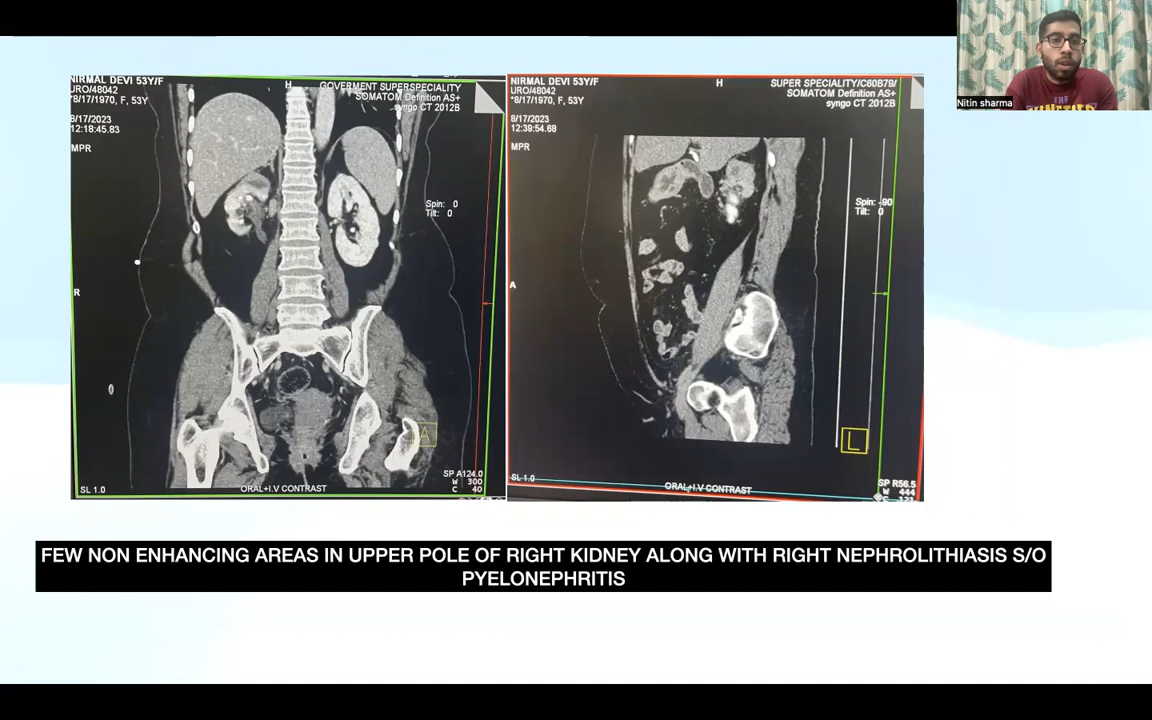 NIRMAL DEVI 53Y/F
URO/48042
*8/17/1970, F, 53Y
8/17/2023
12:18:45.83
MPR
H
GOVERMENT SUPERSPECIALITY
SOMATOM Definition AS+
syngo CT 2012B
Spin: 0
Tilt: 0
R
A
SP A124.0
W 300
C 40
SL 1.0
ORAL+I.V CONTRAST
NIRMAL DEVI 53Y/F
URO/48042
*8/17/1970, F, 53Y
8/17/2023
12:39:54.68
MPR
H
SUPER SPECIALITY/C60B79/
SOMATOM Definition AS+
syngo CT 2012B
Spin: -90
Tilt: 0
A
L
SP R56.5
W 444
SL 1.0
ORAL+I.V CONTRAST
Nitin sharma
THE
FEW NON ENHANCING AREAS IN UPPER POLE OF RIGHT KIDNEY ALONG WITH RIGHT NEPHROLITHIASIS S/O
PYELONEPHRITIS